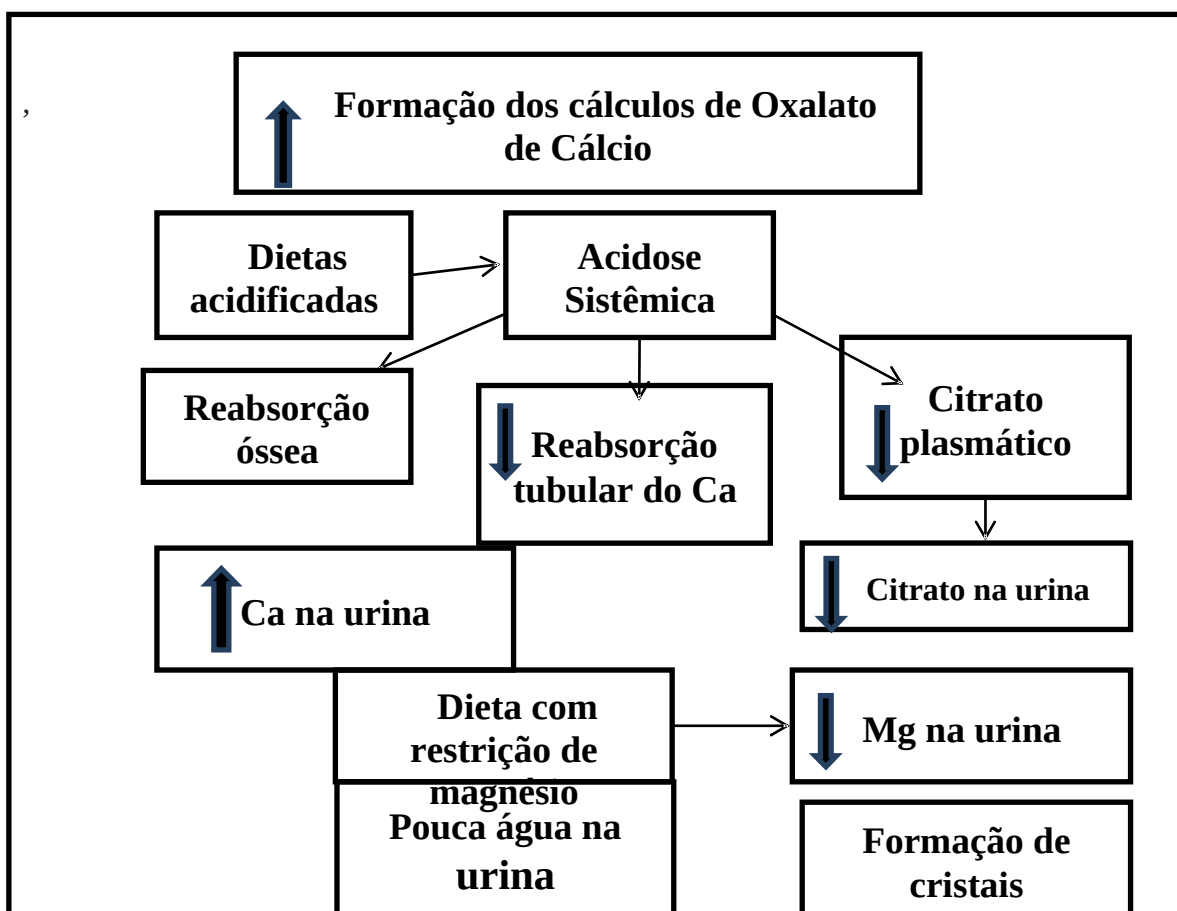 ,
Formação dos cálculos de Oxalato
de Cálcio
Dietas
acidificadas
Acidose
Sistêmica
Reabsorção
óssea
Reabsorção
tubular do Ca
Citrato
plasmático
Ca na urina
Citrato na urina
Dieta com
restrição de
magnésio
Mg na urina
Pouca água na
urina
Formação de
cristais